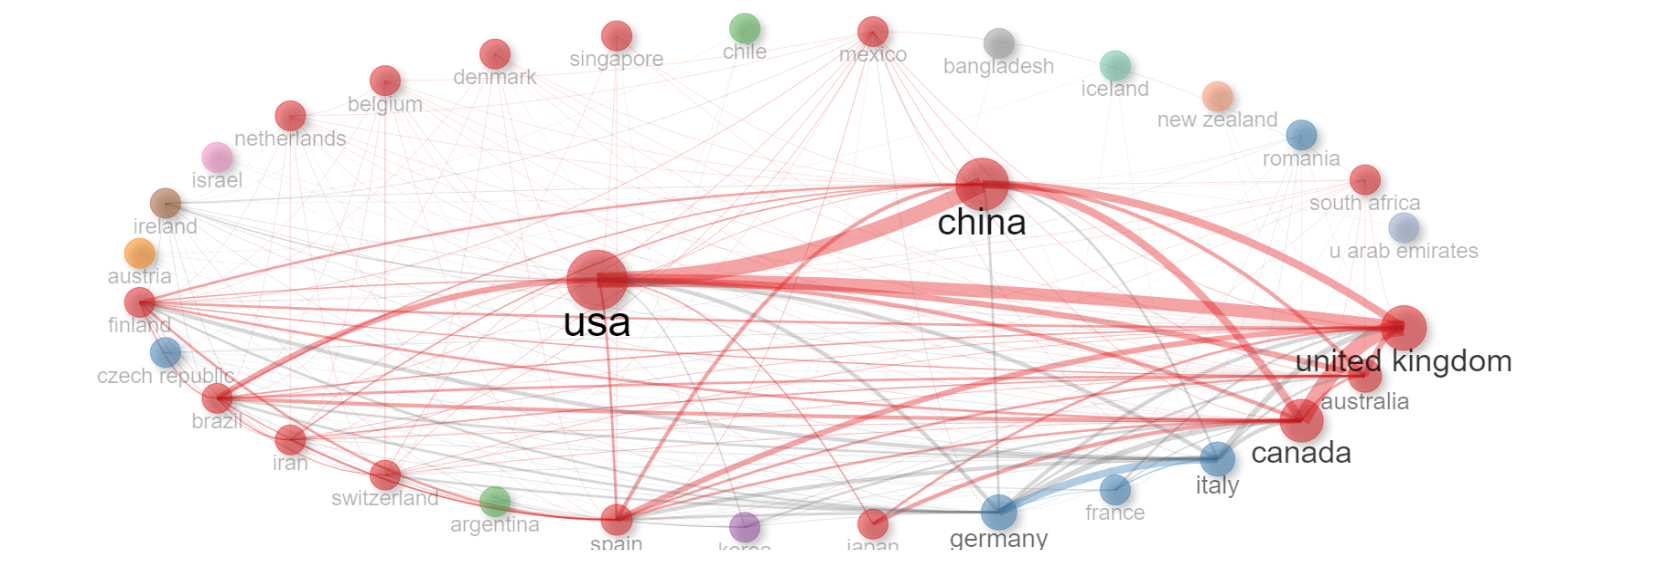 chile
singapore
mexico
bangladesh
denmark
iceland
belgium
new zealand
netherlands
romania
israel
south africa
ireland
china
u arab emirates
austria
usa
finland
united kingdom
czech republic
australia
brazil
canada
iran
italy
switzerland
france
argentina
germany
spain
korea
japan